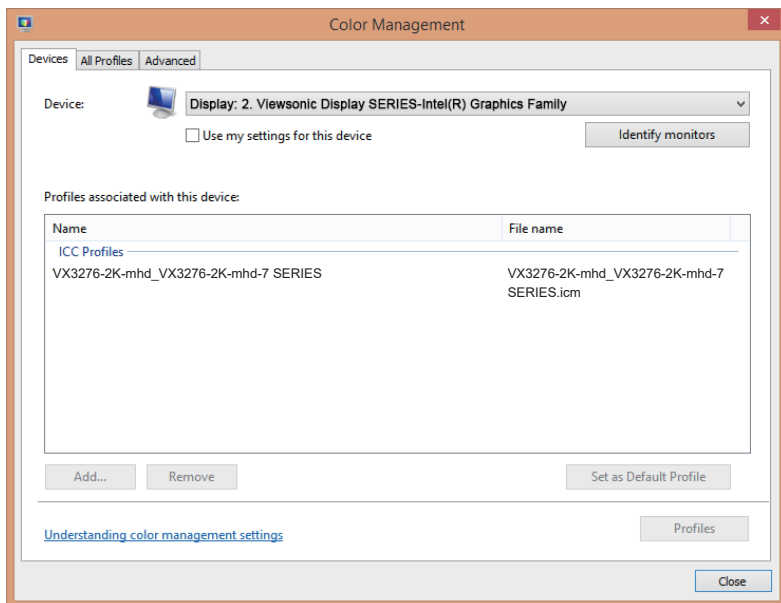 Color Management
Devices All Profiles Advanced
Device: Display: 2. Viewsonic Display SERIES-Intel(R) Graphics Family
Use my settings for this device Identify monitors
Profiles associated with this device:
Name File name
ICC Profiles
VX3276-2K-mhd_VX3276-2K-mhd-7 SERIES VX3276-2K-mhd_VX3276-2K-mhd-7
SERIES.icm
Add... Remove Set as Default Profile
Understanding color management settings Profiles
Close